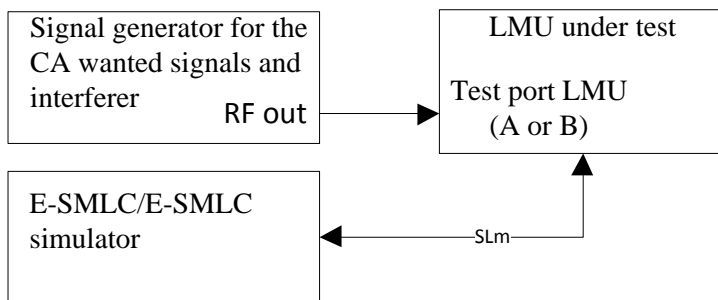 Signal generator for the
CA wanted signals and
interferer
RF out
LMU under test
Test port LMU
(A or B)
E-SMLC/E-SMLC
simulator
SLm